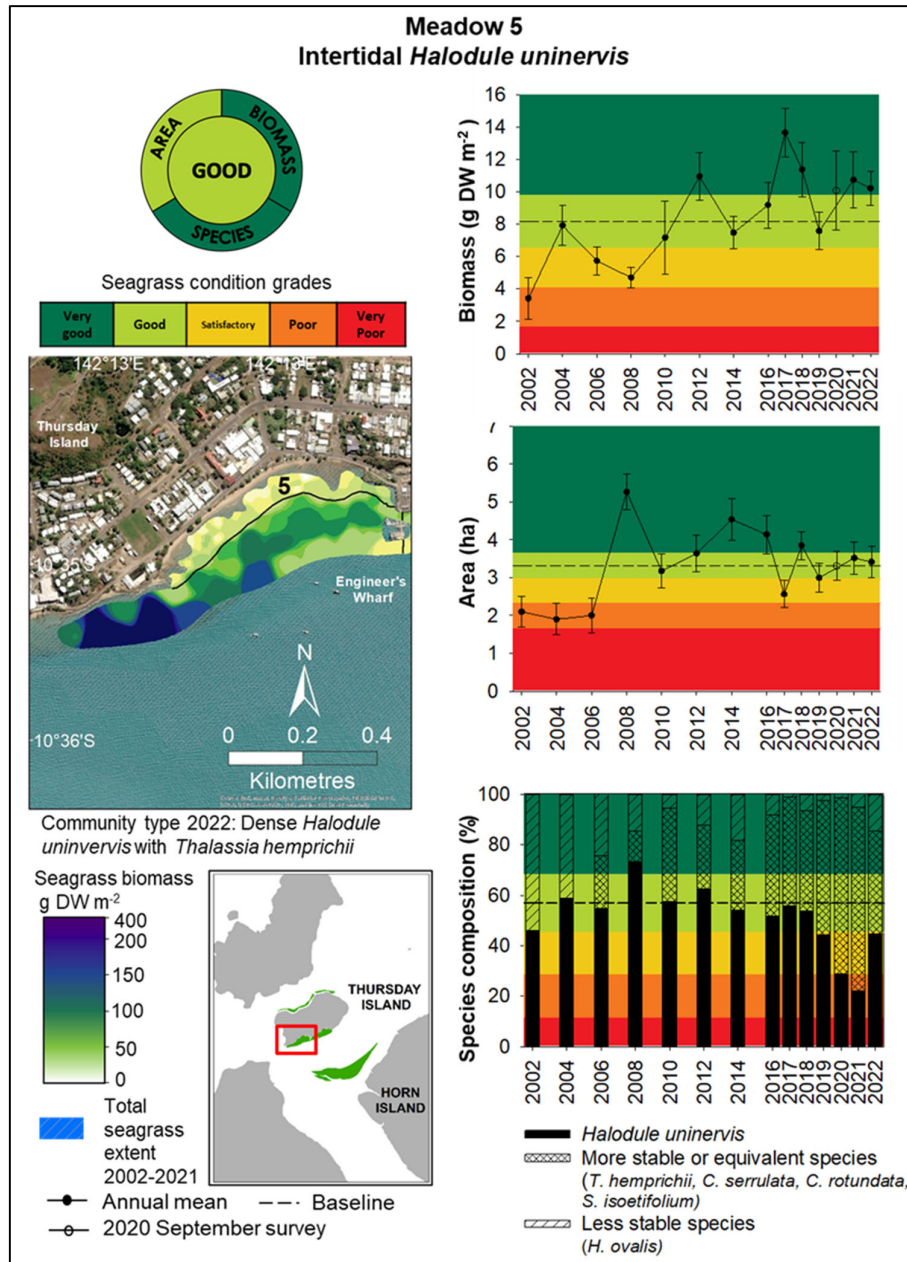 Meadow 5
Intertidal Halodule uninervis
AREA
BIOMASS
SPECIES
GOOD
Seagrass condition grades
Very good
Good
Satisfactory
Poor
Very Poor
142°13'E
142°13'E
Thursday
Island
5
10°35'S
Engineer's
Wharf
N
0 0.2 0.4
Kilometres
10°36'S
Community type 2022: Dense Halodule
uninvervis with Thalassia hemprichii
Seagrass biomass
g DW m⁻²
400
200
150
100
50
0
Total
seagrass
extent
2002-2021
THURSDAY
ISLAND
HORN
ISLAND
Annual mean
Baseline
2020 September survey
Biomass (g DW m⁻²)
16
14
12
10
8
6
4
2
0
2002 2004 2006 2008 2010 2012 2014 2016 2017 2018 2019 2020 2021 2022
Area (ha)
7
6
5
4
3
2
1
0
2002 2004 2006 2008 2010 2012 2014 2016 2017 2018 2019 2020 2021 2022
Species composition (%)
100
80
60
40
20
0
2002 2004 2006 2008 2010 2012 2014 2016 2017 2018 2019 2020 2021 2022
Halodule uninervis
More stable or equivalent species
(T. hemprichii, C. serrulata, C. rotundata,
S. isoetifolium)
Less stable species
(H. ovalis)